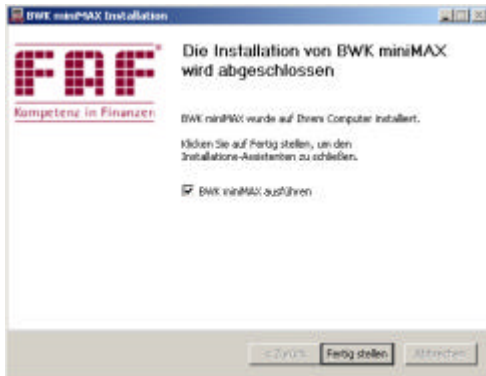 BWK miniMAX Installation
FAF®
Kompetenz in Finanzen
Die Installation von BWK miniMAX
wird abgeschlossen
BWK miniMAX wurde auf Ihrem Computer installiert.
Klicken Sie auf Fertig stellen, um den
Installations-Assistenten zu schließen.
BWK miniMAX ausführen
< Zurück
Fertig stellen
Abbrechen